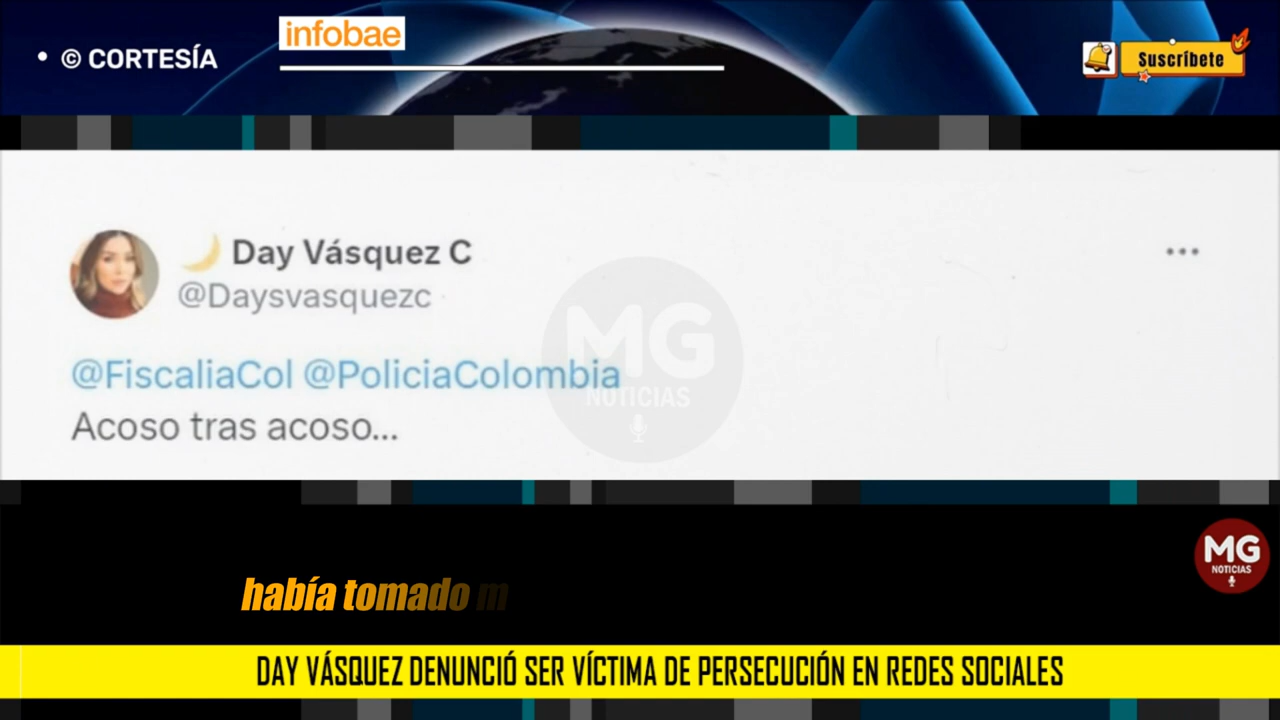 infobae
• © CORTESÍA
Suscríbete
🌙 Day Vásquez C
@Daysvasquezc
@FiscaliaCol @PoliciaColombia
Acoso tras acoso...
MG
NOTICIAS
MG
NOTICIAS
había tomado m
DAY VÁSQUEZ DENUNCIÓ SER VÍCTIMA DE PERSECUCIÓN EN REDES SOCIALES